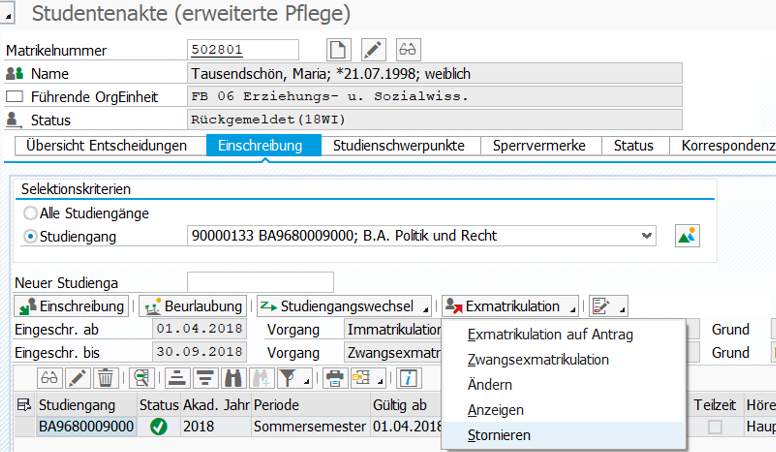 Studentenakte (erweiterte Pflege)
Matrikelnummer 502801
Name Tausendschön, Maria; *21.07.1998; weiblich
Führende OrgEinheit FB 06 Erziehungs- u. Sozialwiss.
Status Rückgemeldet(18WI)
Übersicht Entscheidungen Einschreibung Studienschwerpunkte Sperrvermerke Status Korrespondenz
Selektionskriterien
Alle Studiengänge
Studiengang 90000133 BA9680009000; B.A. Politik und Recht
Neuer Studienga
Einschreibung Beurlaubung Studiengangswechsel Exmatrikulation
Eingeschr. ab 01.04.2018 Vorgang Immatrikulation Grund
Eingeschr. bis 30.09.2018 Vorgang Zwangsexmatr Grund
Exmatrikulation auf Antrag
Zwangsexmatrikulation
Ändern
Anzeigen
Stornieren
Studiengang Status Akad. Jahr Periode Gültig ab Teilzeit Höre
BA9680009000 2018 Sommersemester 01.04.2018 Haup